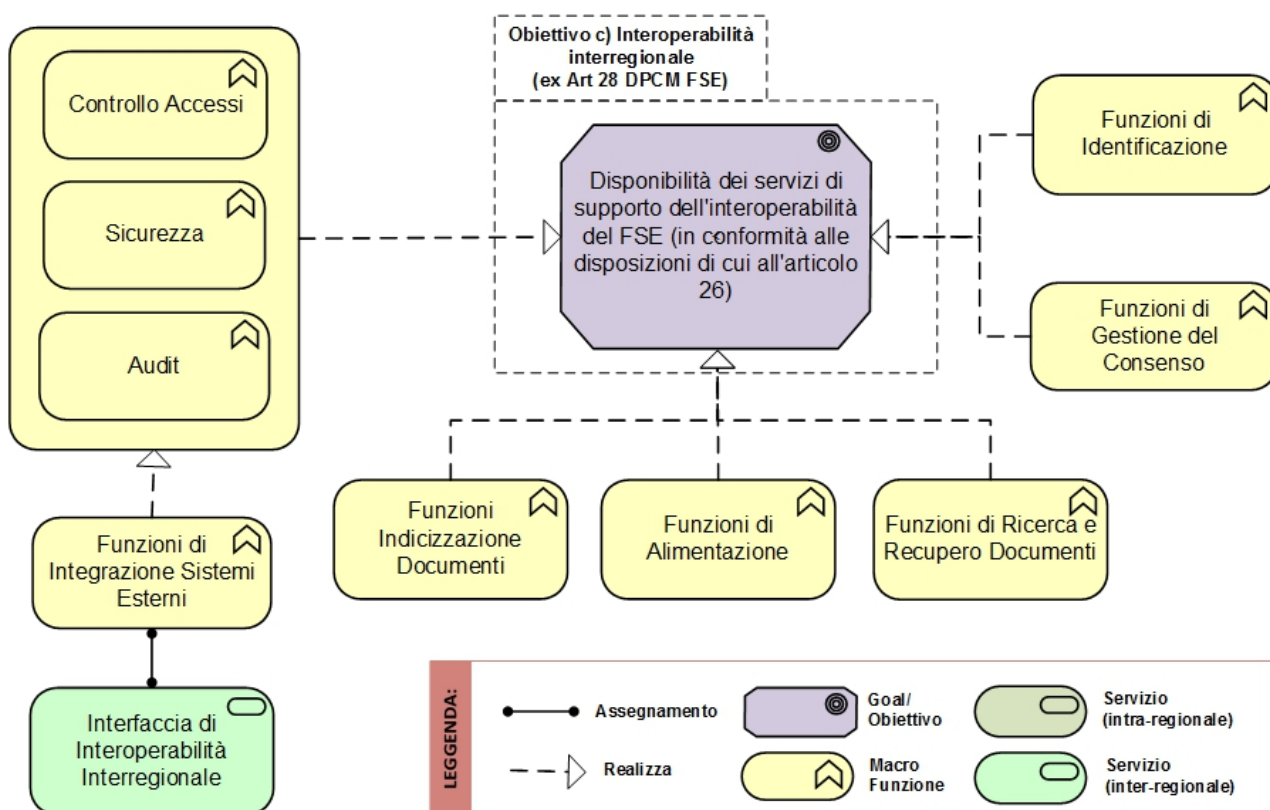 Obiettivo c) Interoperabilità
interregionale
(ex Art 28 DPCM FSE)
Controllo Accessi
Sicurezza
Audit
Disponibilità dei servizi di
supporto dell'interoperabilità
del FSE (in conformità alle
disposizioni di cui all'articolo
26)
Funzioni di
Identificazione
Funzioni di
Gestione del
Consenso
Funzioni
Indicizzazione
Documenti
Funzioni di
Alimentazione
Funzioni di Ricerca e
Recupero Documenti
Funzioni di
Integrazione Sistemi
Esterni
Interfaccia di
Interoperabilità
Interregionale
LEGGENDA:
Assegnamento
Realizza
Goal/
Obiettivo
Macro
Funzione
Servizio
(intra-regionale)
Servizio
(inter-regionale)